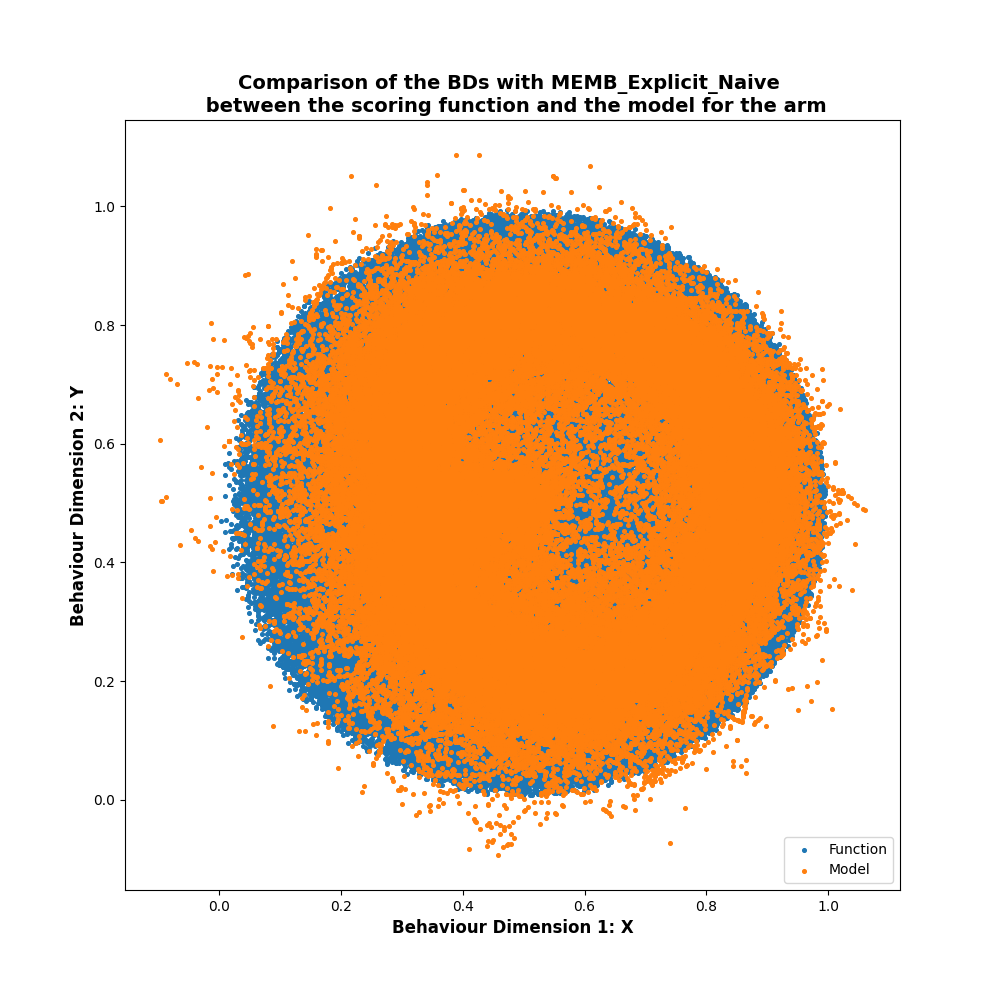 Comparison of the BDs with MEMB_Explicit_Naive
between the scoring function and the model for the arm
Behaviour Dimension 2: Y
1.0
0.8
0.6
0.4
0.2
0.0
0.0 0.2 0.4 0.6 0.8 1.0
Behaviour Dimension 1: X
Function
Model